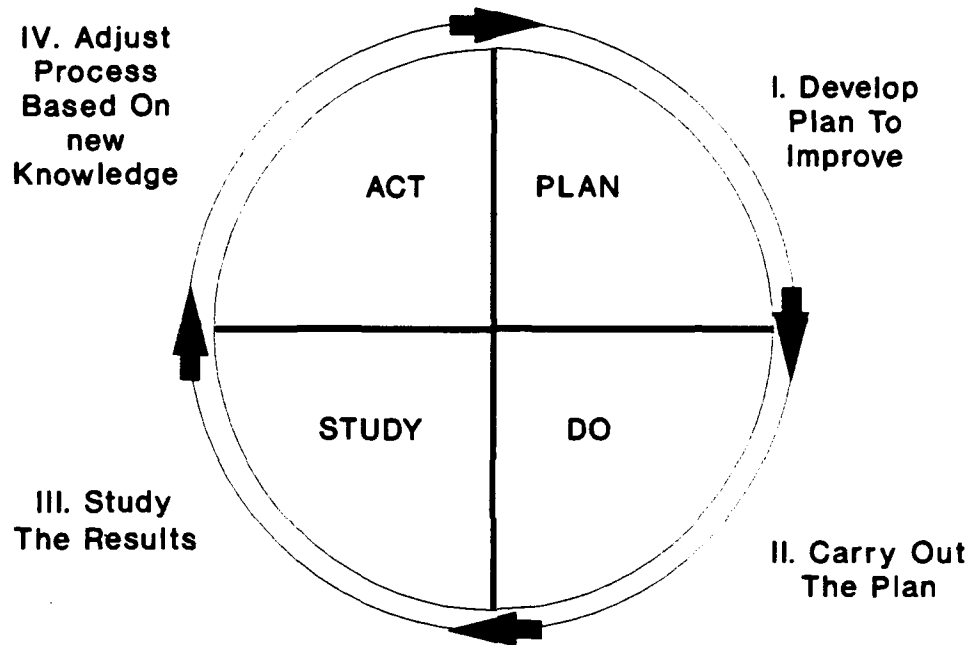 IV. Adjust
Process
Based On
new
Knowledge
I. Develop
Plan To
Improve
ACT
PLAN
STUDY
DO
III. Study
The Results
II. Carry Out
The Plan